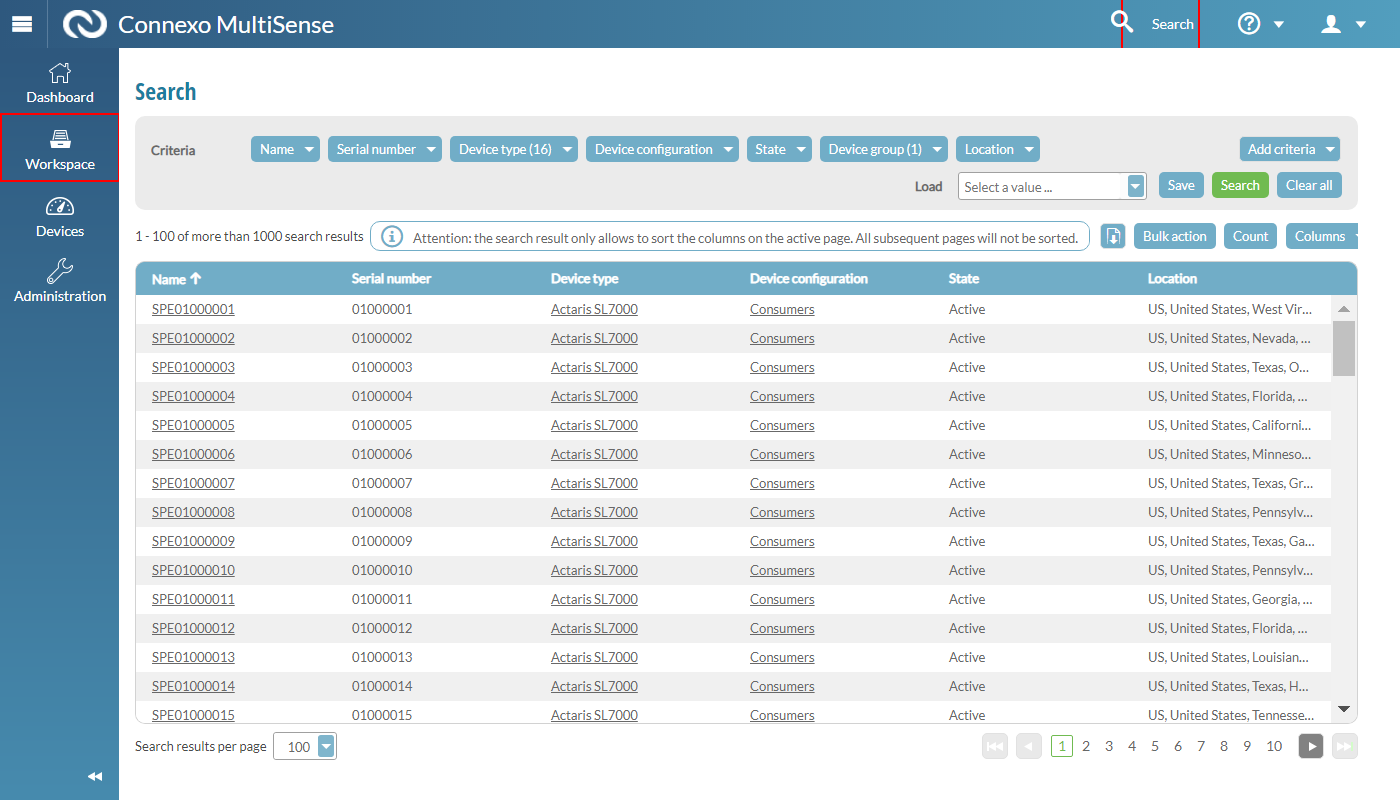 Connexo MultiSense
Search
Dashboard
Workspace
Devices
Administration
Search
Criteria Name Serial number Device type (16) Device configuration State Device group (1) Location Add criteria
Load Select a value ... Save Search Clear all
1 - 100 of more than 1000 search results Attention: the search result only allows to sort the columns on the active page. All subsequent pages will not be sorted. Bulk action Count Columns
Name Serial number Device type Device configuration State Location
SPE01000001 01000001 Actaris SL7000 Consumers Active US, United States, West Vir...
SPE01000002 01000002 Actaris SL7000 Consumers Active US, United States, Nevada, ...
SPE01000003 01000003 Actaris SL7000 Consumers Active US, United States, Texas, O...
SPE01000004 01000004 Actaris SL7000 Consumers Active US, United States, Florida, ...
SPE01000005 01000005 Actaris SL7000 Consumers Active US, United States, Californi...
SPE01000006 01000006 Actaris SL7000 Consumers Active US, United States, Minneso...
SPE01000007 01000007 Actaris SL7000 Consumers Active US, United States, Texas, Gr...
SPE01000008 01000008 Actaris SL7000 Consumers Active US, United States, Pennsylv...
SPE01000009 01000009 Actaris SL7000 Consumers Active US, United States, Texas, Ga...
SPE01000010 01000010 Actaris SL7000 Consumers Active US, United States, Pennsylv...
SPE01000011 01000011 Actaris SL7000 Consumers Active US, United States, Georgia, ...
SPE01000012 01000012 Actaris SL7000 Consumers Active US, United States, Florida, ...
SPE01000013 01000013 Actaris SL7000 Consumers Active US, United States, Louisian...
SPE01000014 01000014 Actaris SL7000 Consumers Active US, United States, Texas, H...
SPE01000015 01000015 Actaris SL7000 Consumers Active US, United States, Tennesse...
Search results per page 100 1 2 3 4 5 6 7 8 9 10